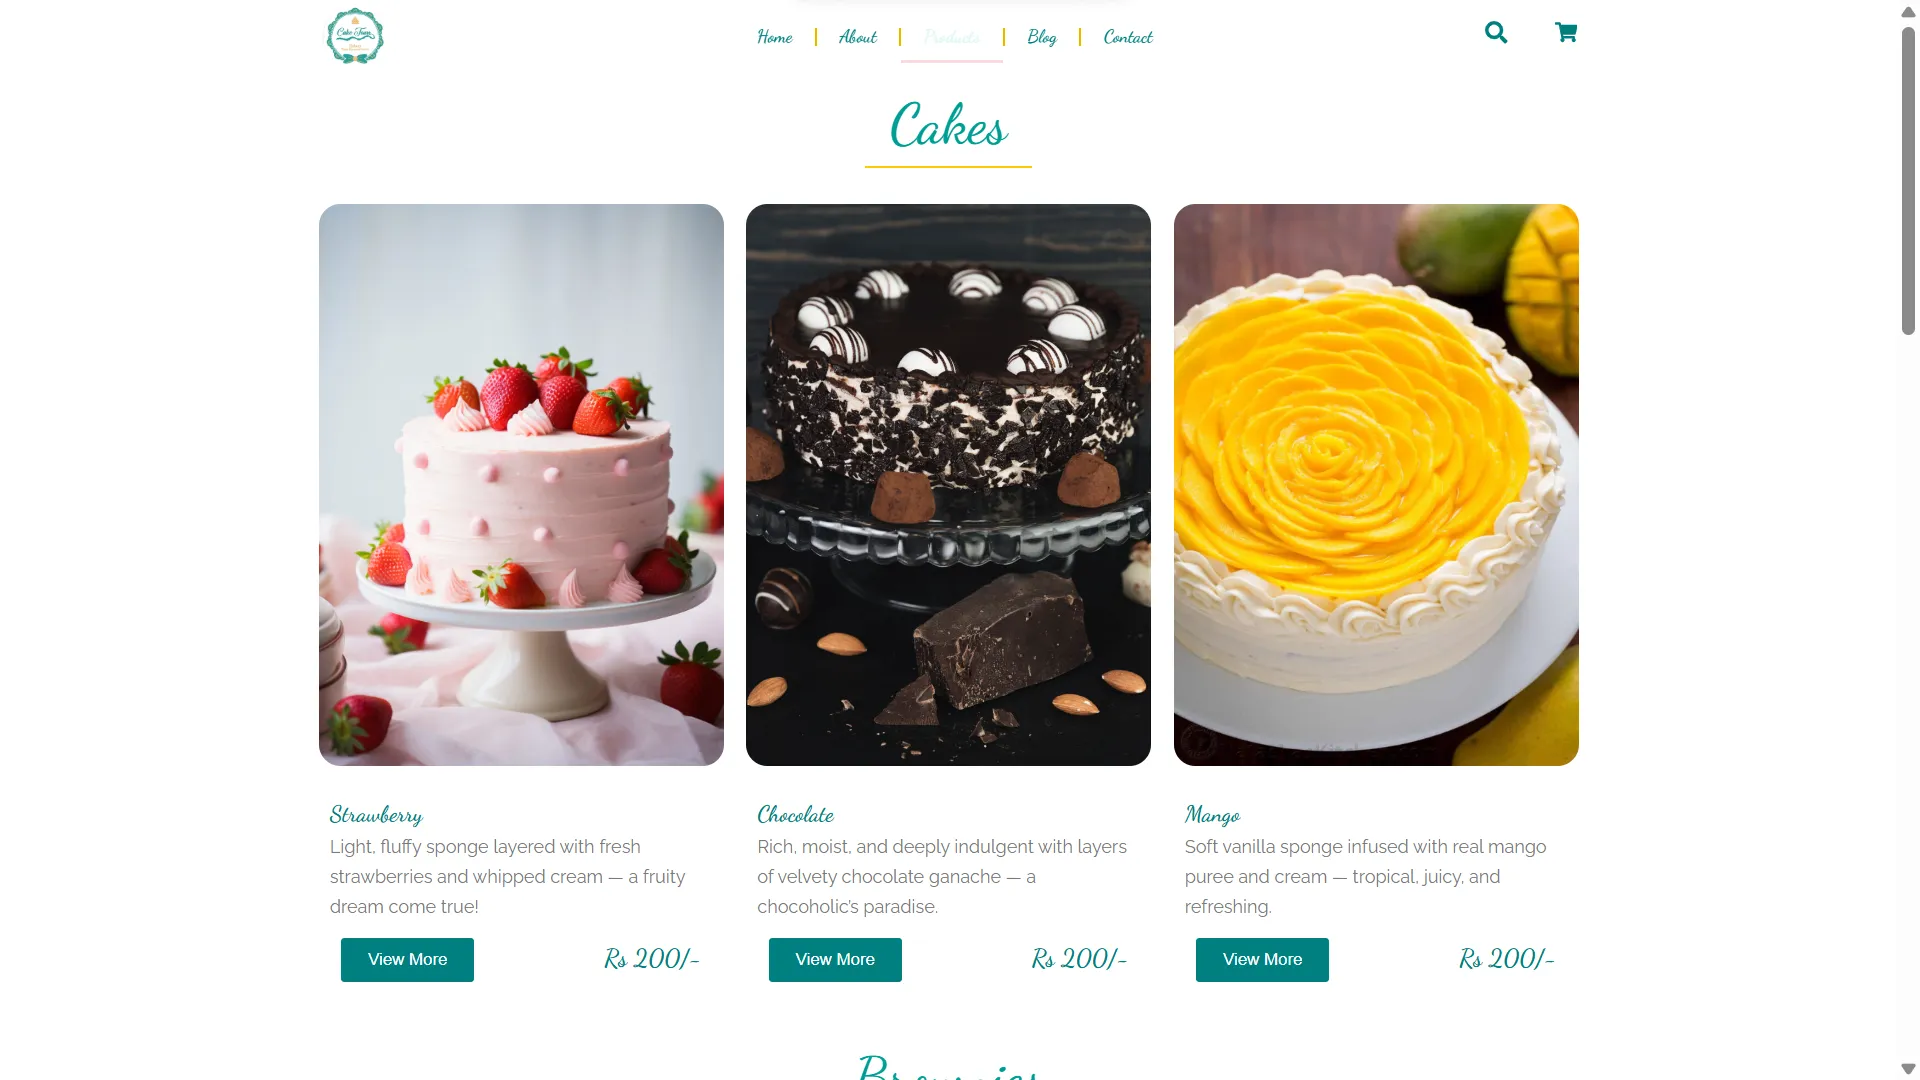 Cake Town
Home
About
Products
Blog
Contact
Cakes
Strawberry
Light, fluffy sponge layered with fresh
strawberries and whipped cream — a fruity
dream come true!
View More
Rs 200/-
Chocolate
Rich, moist, and deeply indulgent with layers
of velvety chocolate ganache — a
chocoholic’s paradise.
View More
Rs 200/-
Mango
Soft vanilla sponge infused with real mango
puree and cream — tropical, juicy, and
refreshing.
View More
Rs 200/-
Brownies